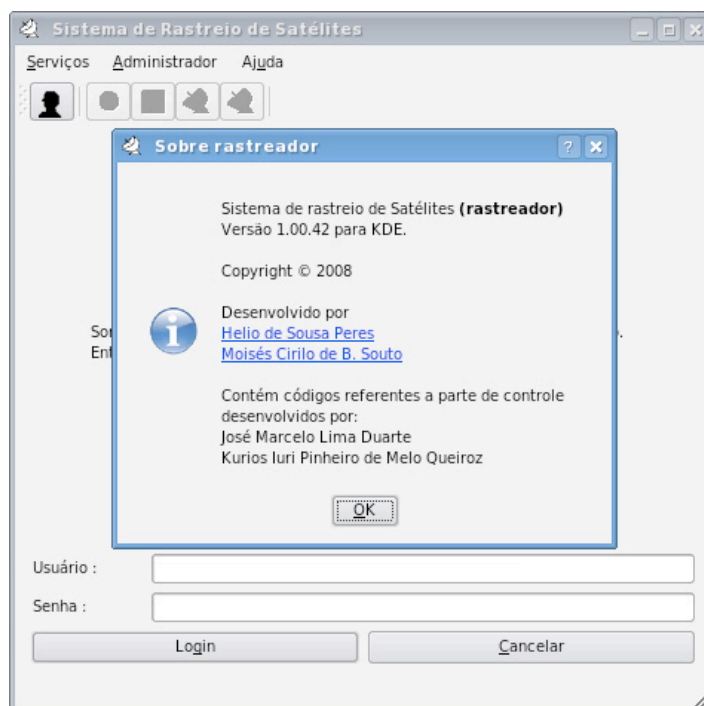 Sistema de Rastreio de Satélites
Serviços Administrador Ajuda
Sobre rastreador
Sistema de rastreio de Satélites (rastreador)
Versão 1.00.42 para KDE.
Copyright © 2008
Desenvolvido por
Helio de Sousa Peres
Moisés Cirilo de B. Souto
Contém códigos referentes a parte de controle
desenvolvidos por:
José Marcelo Lima Duarte
Kurios Iuri Pinheiro de Melo Queiroz
OK
Usuário :
Senha :
Login Cancelar